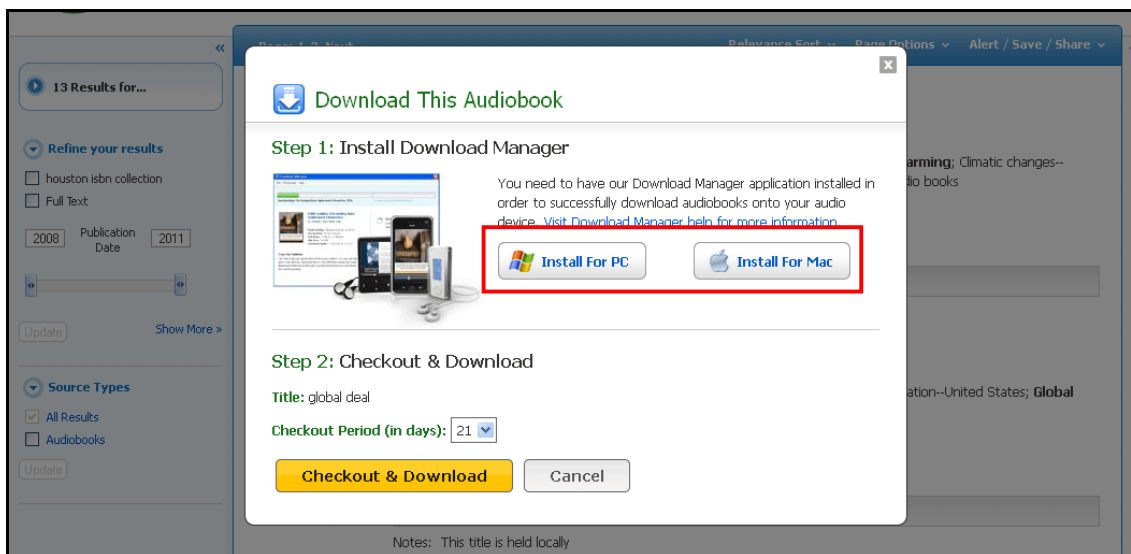 «
13 Results for...
Refine your results
houston isbn collection
Full Text
2008 Publication Date 2011
Update Show More »
Source Types
All Results
Audiobooks
Update
Relevance Sort Page Options Alert / Save / Share
arming; Climatic changes--
dio books
ation--United States; Global
Notes: This title is held locally
x
Download This Audiobook
Step 1: Install Download Manager
You need to have our Download Manager application installed in
order to successfully download audiobooks onto your audio
device. Visit Download Manager help for more information.
Install For PC Install For Mac
Step 2: Checkout & Download
Title: global deal
Checkout Period (in days): 21
Checkout & Download Cancel